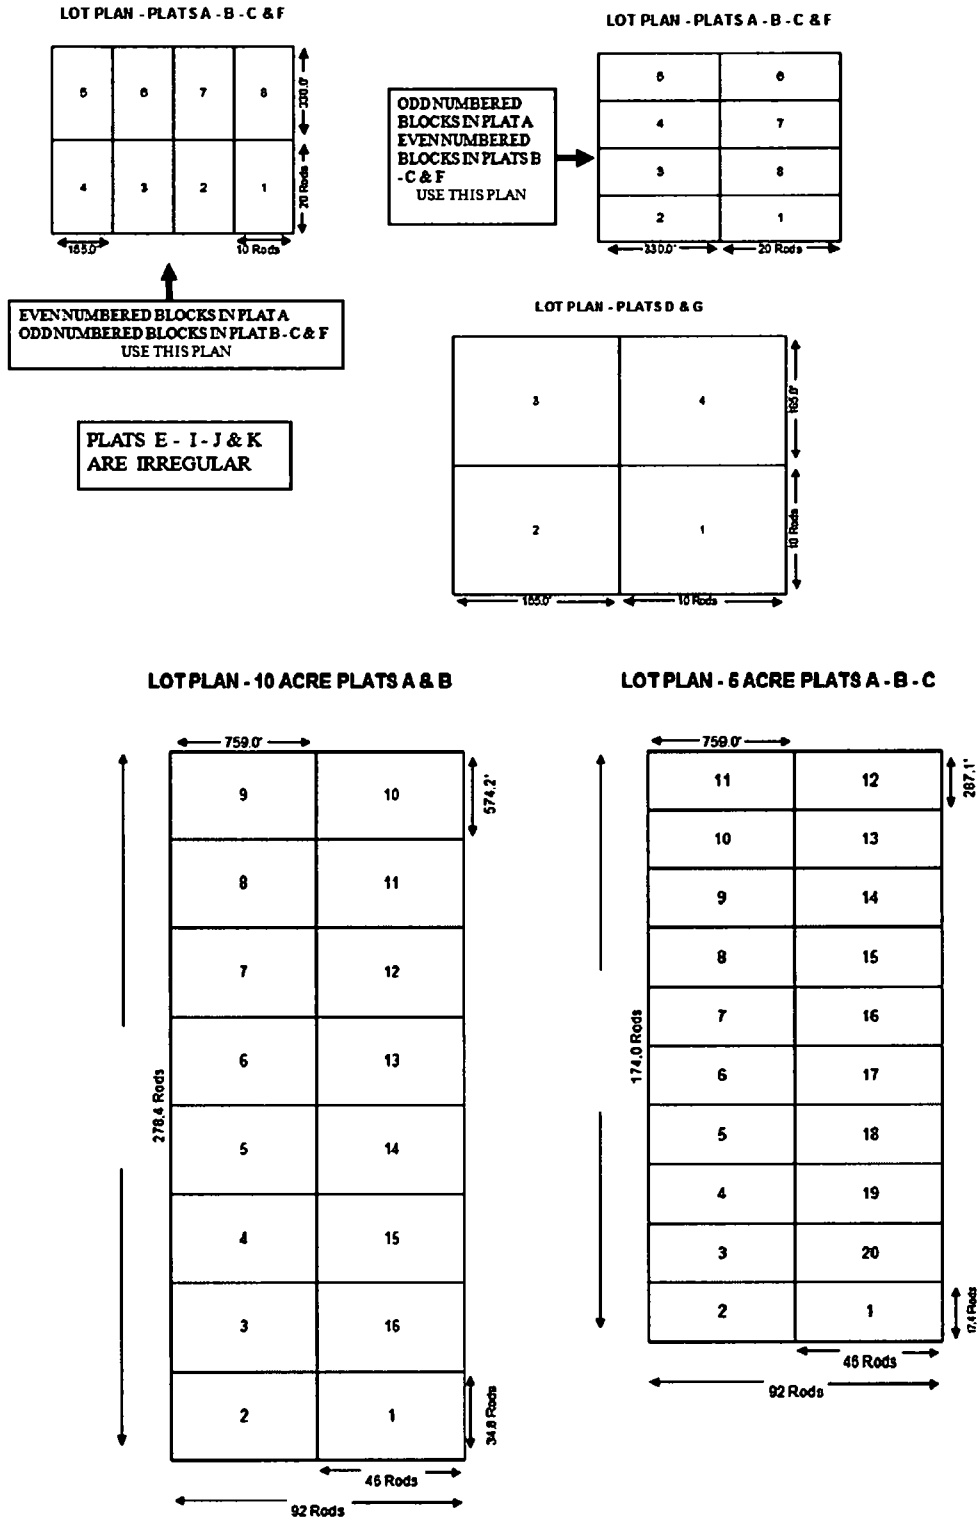 LOT PLAN - PLATS A - B - C & F
5 6 7 8
330.0'
4 3 2 1
20 Rods
165.0' 10 Rods
EVEN NUMBERED BLOCKS IN PLAT A
ODD NUMBERED BLOCKS IN PLAT B - C & F
USE THIS PLAN
PLATS E - I - J & K
ARE IRREGULAR
LOT PLAN - PLATS A - B - C & F
ODD NUMBERED
BLOCKS IN PLAT A
EVEN NUMBERED
BLOCKS IN PLATS B
- C & F
USE THIS PLAN
5 6
4 7
3 8
2 1
330.0' 20 Rods
LOT PLAN - PLATS D & G
3 4
165.0'
2 1
10 Rods
165.0' 10 Rods
LOT PLAN - 10 ACRE PLATS A & B
759.0'
574.2'
9 10
8 11
7 12
6 13
278.4 Rods
5 14
4 15
3 16
2 1
34.8 Rods
46 Rods
92 Rods
LOT PLAN - 5 ACRE PLATS A - B - C
759.0'
287.1'
11 12
10 13
9 14
8 15
7 16
174.0 Rods
6 17
5 18
4 19
3 20
2 1
17.4 Rods
46 Rods
92 Rods